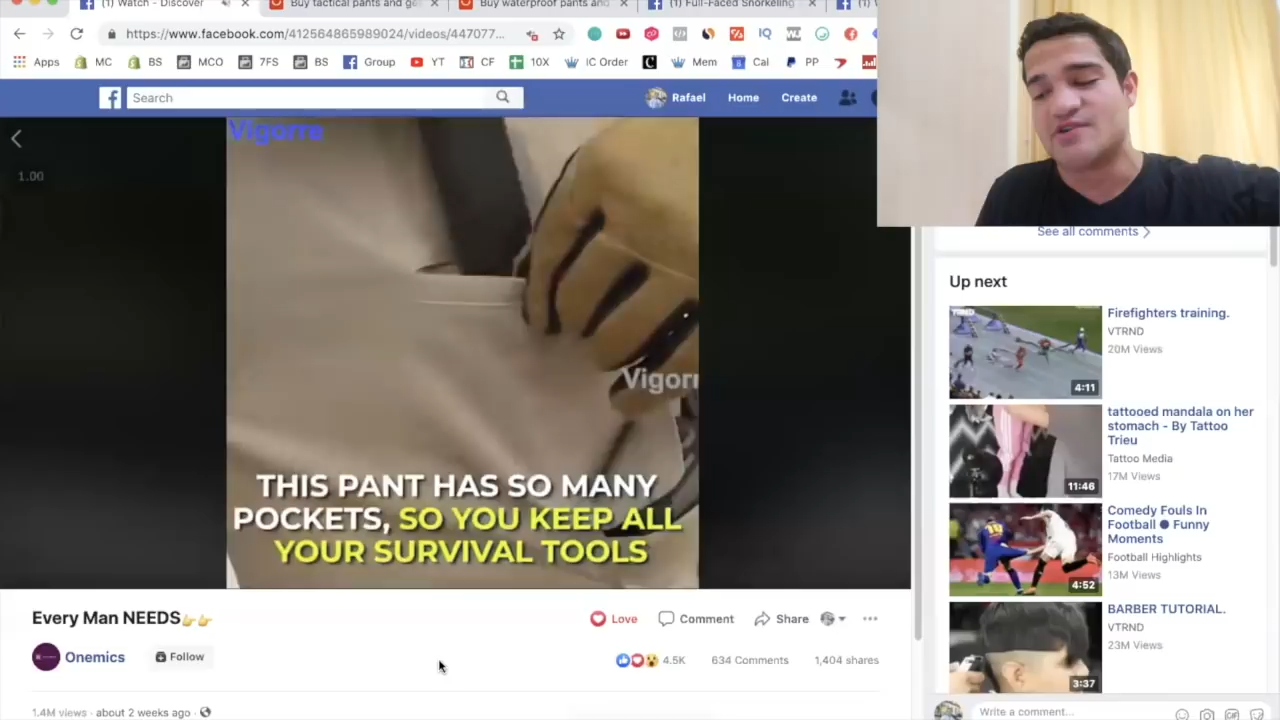 (1) Watch - Discover
Buy tactical pants and ge
Buy waterproof pants and
(1) Full-Faced Snorkeling
https://www.facebook.com/412564865989024/videos/447077...
Apps
MC
BS
MCO
7FS
BS
Group
YT
CF
10X
iC Order
Mem
Cal
PP
Search
Rafael
Home
Create
1.00
Vigorre
Vigorr
THIS PANT HAS SO MANY
POCKETS, SO YOU KEEP ALL
YOUR SURVIVAL TOOLS
Every Man NEEDS
Love
Comment
Share
Onemics
Follow
4.5K
634 Comments
1,404 shares
1.4M views · about 2 weeks ago ·
See all comments
Up next
Firefighters training.
VTRND
20M Views
4:11
tattooed mandala on her
stomach - By Tattoo
Trieu
Tattoo Media
17M Views
11:46
Comedy Fouls In
Football ● Funny
Moments
Football Highlights
13M Views
4:52
BARBER TUTORIAL.
VTRND
23M Views
3:37
Write a comment...